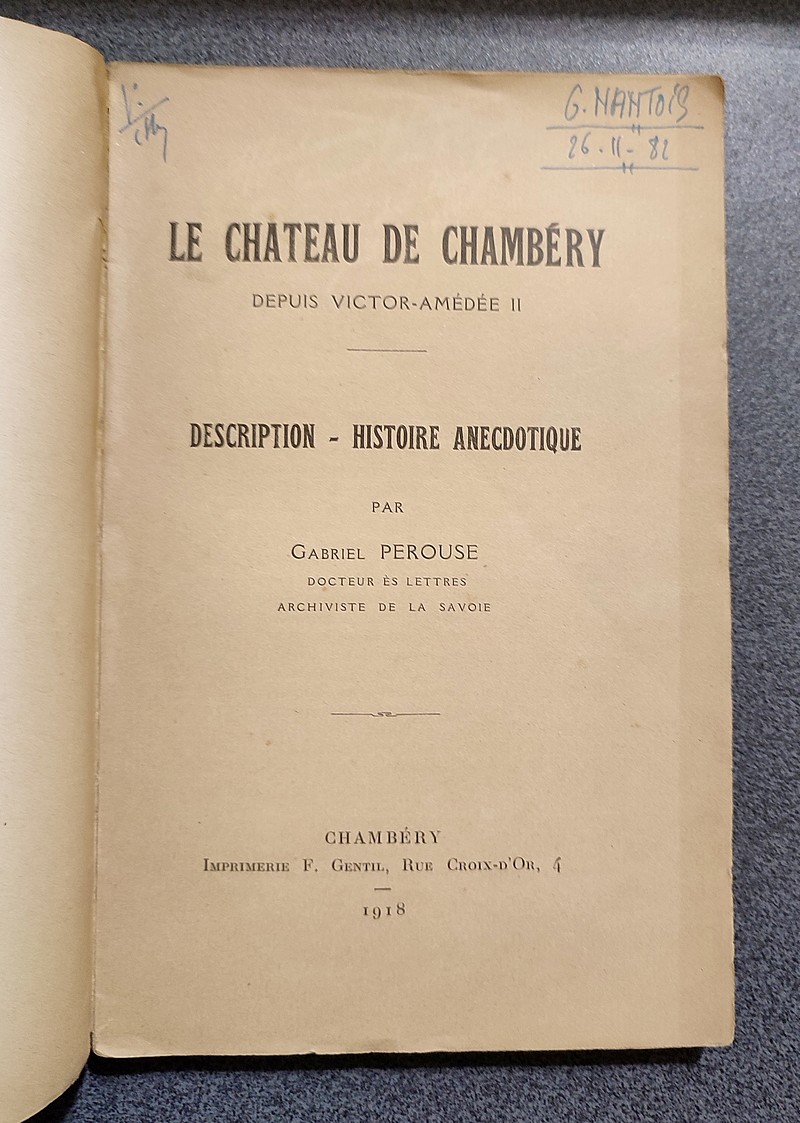 G. NANTOIS
26-11-82
LE CHATEAU DE CHAMBÉRY
DEPUIS VICTOR-AMÉDÉE II
DESCRIPTION - HISTOIRE ANECDOTIQUE
PAR
GABRIEL PEROUSE
DOCTEUR ÈS LETTRES
ARCHIVISTE DE LA SAVOIE
CHAMBÉRY
IMPRIMERIE F. GENTIL, RUE CROIX-D'OR, 4
1918